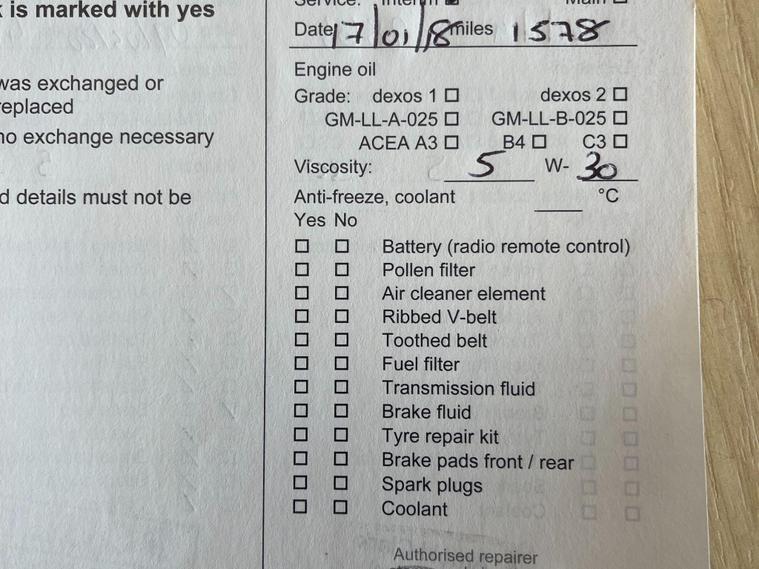 k is marked with yes
was exchanged or
replaced
no exchange necessary
d details must not be
Service: Interim Main
Date 17/01/18 miles 1578
Engine oil
Grade: dexos 1 ☐ dexos 2 ☐
GM-LL-A-025 ☐ GM-LL-B-025 ☐
ACEA A3 ☐ B4 ☐ C3 ☐
Viscosity: 5 W- 30
Anti-freeze, coolant ____ °C
Yes No
☐ ☐ Battery (radio remote control)
☐ ☐ Pollen filter
☐ ☐ Air cleaner element
☐ ☐ Ribbed V-belt
☐ ☐ Toothed belt
☐ ☐ Fuel filter
☐ ☐ Transmission fluid
☐ ☐ Brake fluid
☐ ☐ Tyre repair kit
☐ ☐ Brake pads front / rear
☐ ☐ Spark plugs
☐ ☐ Coolant
Authorised repairer